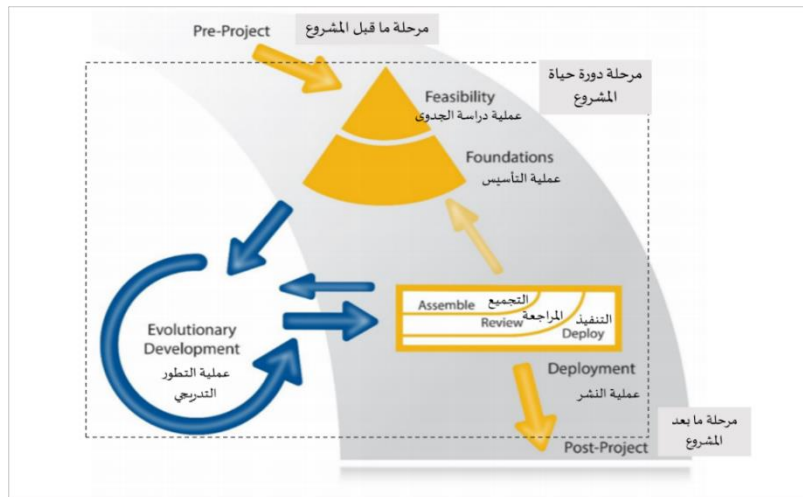 Pre-Project
مرحلة ما قبل المشروع
مرحلة دورة حياة
المشروع
Feasibility
عملية دراسة الجدوى
Foundations
عملية التأسيس
Evolutionary
Development
عملية التطور
التدريجي
Assemble
التجميع
Review
المراجعة
التنفيذ
Deploy
Deployment
عملية النشر
مرحلة ما بعد
المشروع
Post-Project